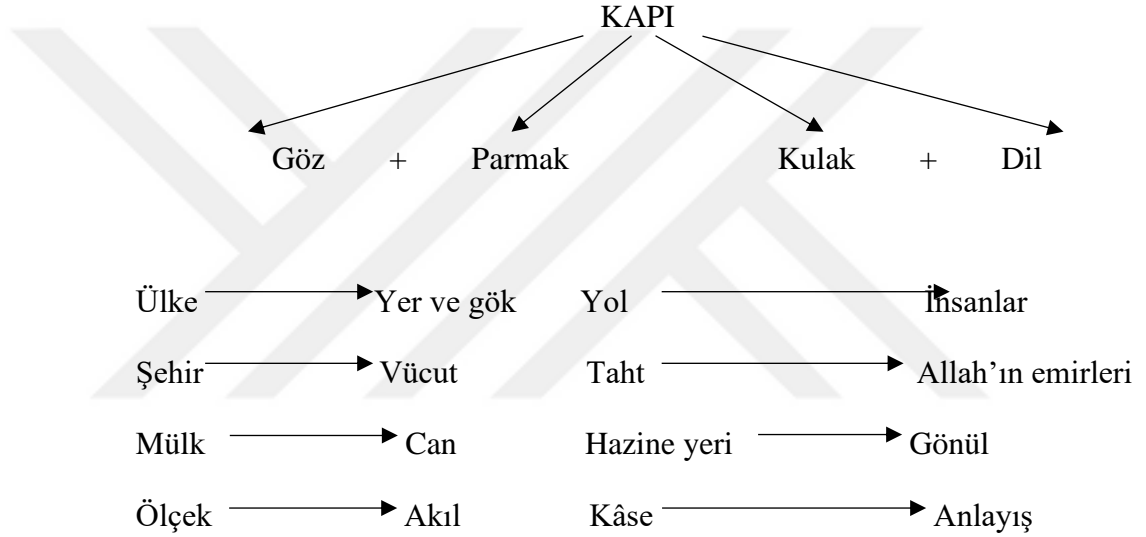 KAPI
Göz + Parmak Kulak + Dil
Ülke Yer ve gök Yol İnsanlar
Şehir Vücut Taht Allah’ın emirleri
Mülk Can Hazine yeri Gönül
Ölçek Akıl Kâse Anlayış